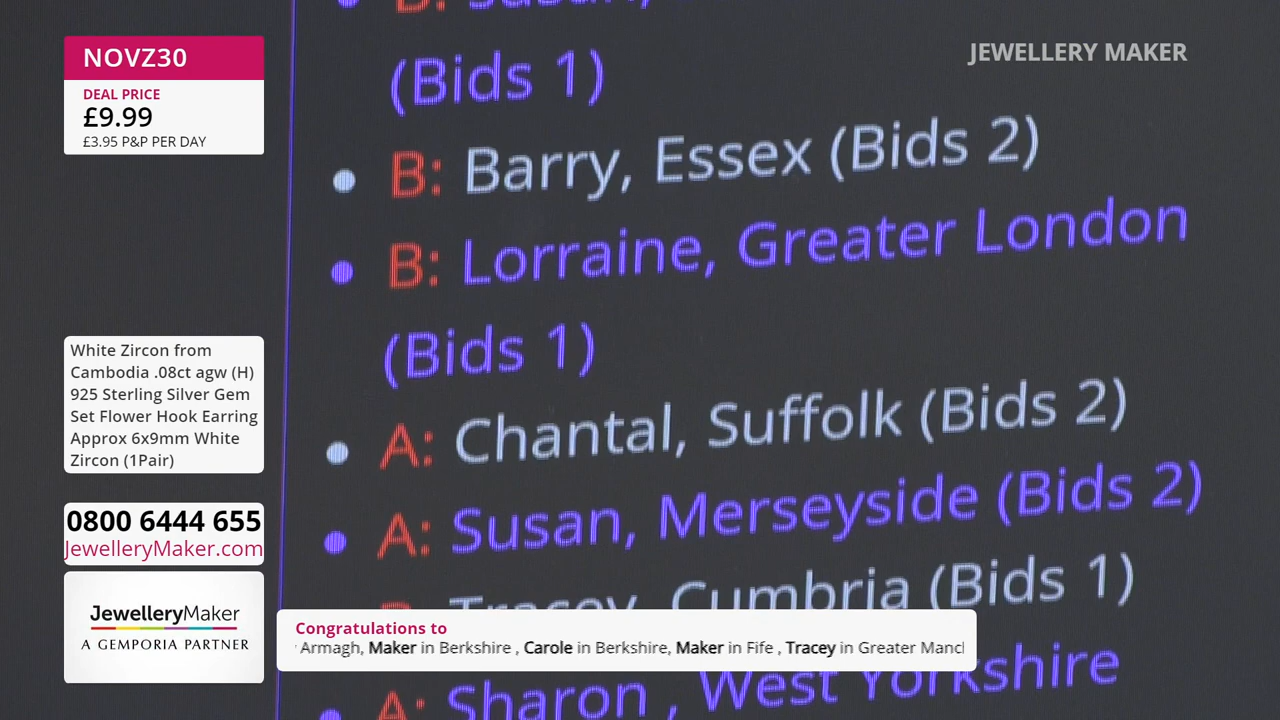 NOVZ30
DEAL PRICE
£9.99
£3.95 P&P PER DAY
JEWELLERY MAKER
(Bids 1)
B: Barry, Essex (Bids 2)
B: Lorraine, Greater London
(Bids 1)
A: Chantal, Suffolk (Bids 2)
A: Susan, Merseyside (Bids 2)
Tracey, Cumbria (Bids 1)
A: Sharon , West Yorkshire
White Zircon from
Cambodia .08ct agw (H)
925 Sterling Silver Gem
Set Flower Hook Earring
Approx 6x9mm White
Zircon (1Pair)
0800 6444 655
JewelleryMaker.com
JewelleryMaker
A GEMPORIA PARTNER
Congratulations to
Armagh, Maker in Berkshire , Carole in Berkshire, Maker in Fife , Tracey in Greater